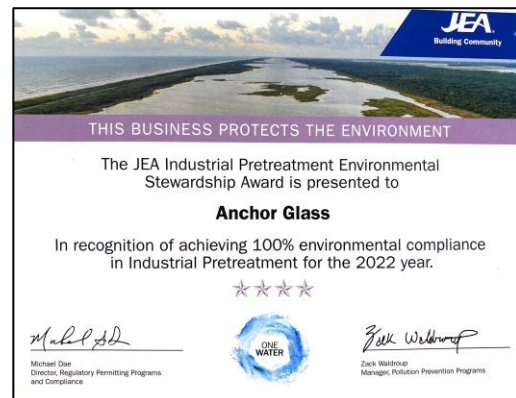 JEA
Building Community
THIS BUSINESS PROTECTS THE ENVIRONMENT
The JEA Industrial Pretreatment Environmental
Stewardship Award is presented to
Anchor Glass
In recognition of achieving 100% environmental compliance
in Industrial Pretreatment for the 2022 year.
ONE
WATER
Michael Dae
Director, Regulatory Permitting Programs
and Compliance
Zack Waldroup
Zack Waldroup
Manager, Pollution Prevention Programs